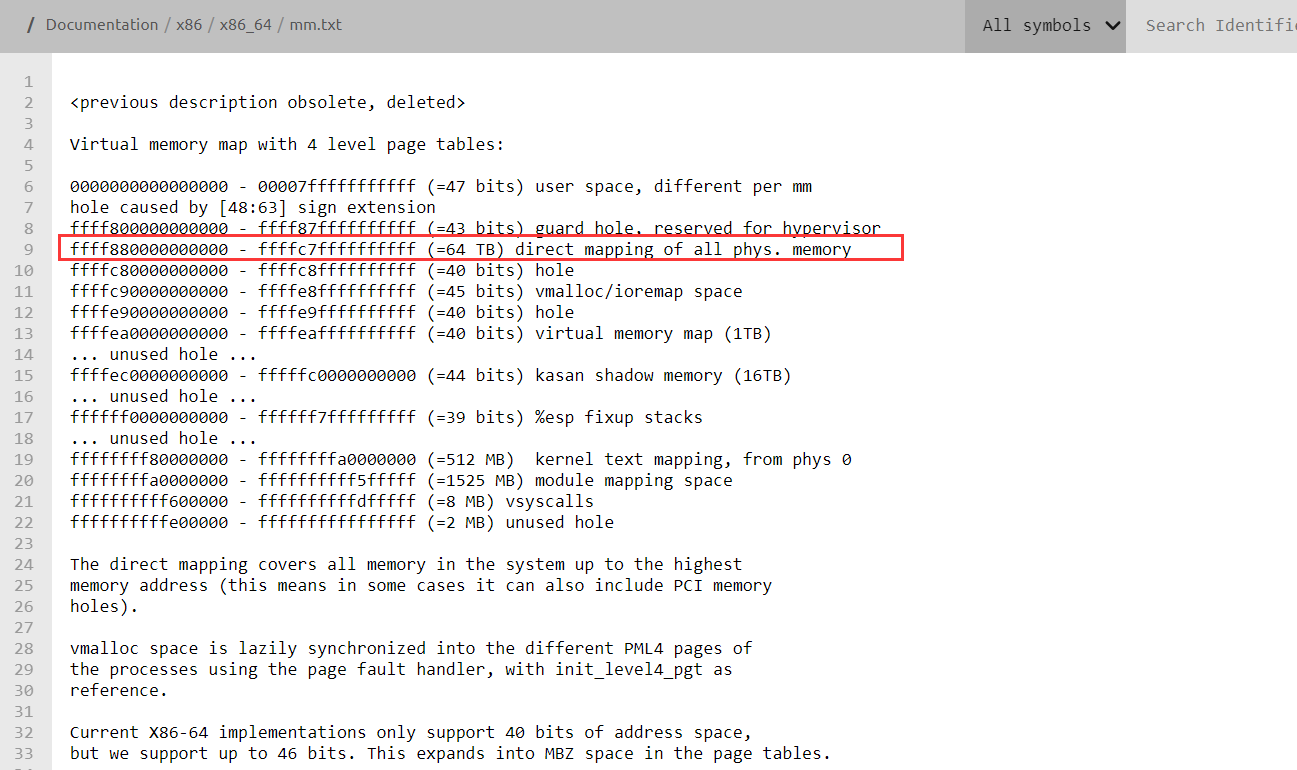 / Documentation / x86 / x86_64 / mm.txt
All symbols
Search Identifi
1
2 <previous description obsolete, deleted>
3
4 Virtual memory map with 4 level page tables:
5
6 0000000000000000 - 00007fffffffffff (=47 bits) user space, different per mm
7 hole caused by [48:63] sign extension
8 ffff800000000000 - ffff87ffffffffff (=43 bits) guard hole, reserved for hypervisor
9 ffff880000000000 - ffffc7ffffffffff (=64 TB) direct mapping of all phys. memory
10 ffffc80000000000 - ffffc8ffffffffff (=40 bits) hole
11 ffffc90000000000 - ffffe8ffffffffff (=45 bits) vmalloc/ioremap space
12 ffffe90000000000 - ffffe9ffffffffff (=40 bits) hole
13 ffffea0000000000 - ffffeaffffffffff (=40 bits) virtual memory map (1TB)
14 ... unused hole ...
15 ffffec0000000000 - fffffc0000000000 (=44 bits) kasan shadow memory (16TB)
16 ... unused hole ...
17 ffffff0000000000 - ffffff7fffffffff (=39 bits) %esp fixup stacks
18 ... unused hole ...
19 ffffffff80000000 - ffffffffa0000000 (=512 MB)  kernel text mapping, from phys 0
20 ffffffffa0000000 - ffffffffff5fffff (=1525 MB) module mapping space
21 ffffffffff600000 - ffffffffffdfffff (=8 MB) vsyscalls
22 ffffffffffe00000 - ffffffffffffffff (=2 MB) unused hole
23
24 The direct mapping covers all memory in the system up to the highest
25 memory address (this means in some cases it can also include PCI memory
26 holes).
27
28 vmalloc space is lazily synchronized into the different PML4 pages of
29 the processes using the page fault handler, with init_level4_pgt as
30 reference.
31
32 Current X86-64 implementations only support 40 bits of address space,
33 but we support up to 46 bits. This expands into MBZ space in the page tables.